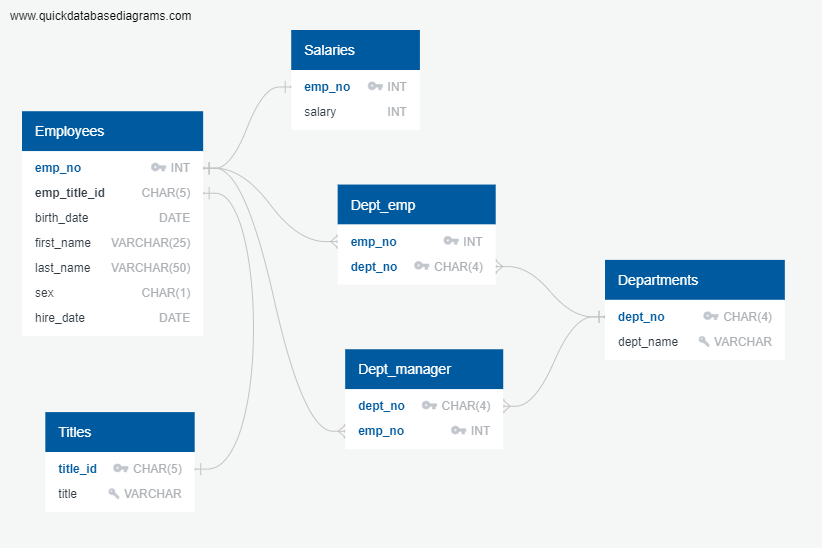 www.quickdatabasediagrams.com
Salaries
emp_no INT
salary INT
Employees
emp_no INT
emp_title_id CHAR(5)
birth_date DATE
first_name VARCHAR(25)
last_name VARCHAR(50)
sex CHAR(1)
hire_date DATE
Dept_emp
emp_no INT
dept_no CHAR(4)
Departments
dept_no CHAR(4)
dept_name VARCHAR
Dept_manager
dept_no CHAR(4)
emp_no INT
Titles
title_id CHAR(5)
title VARCHAR